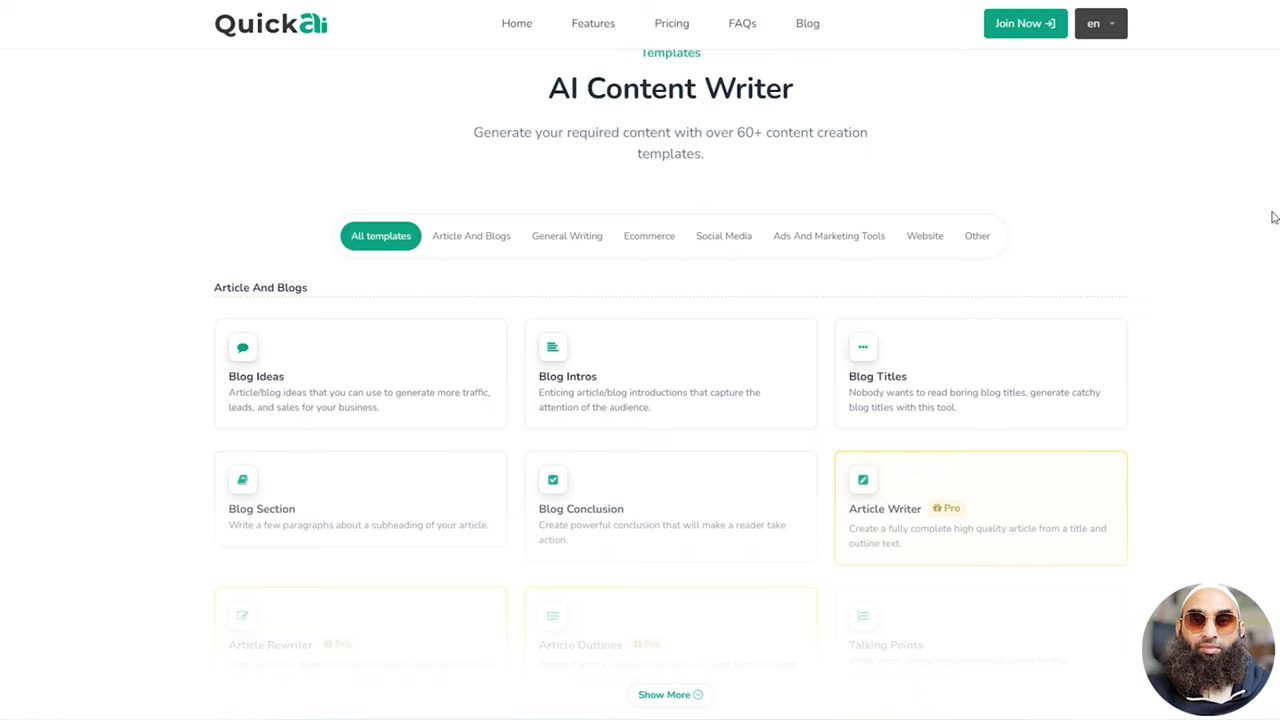 QuickAi
Home Features Pricing FAQs Blog
Join Now
en
Templates
AI Content Writer
Generate your required content with over 60+ content creation
templates.
All templates Article And Blogs General Writing Ecommerce Social Media Ads And Marketing Tools Website Other
Article And Blogs
Blog Ideas
Article/blog ideas that you can use to generate more traffic,
leads, and sales for your business.
Blog Intros
Enticing article/blog introductions that capture the
attention of the audience.
Blog Titles
Nobody wants to read boring blog titles, generate catchy
blog titles with this tool.
Blog Section
Write a few paragraphs about a subheading of your article.
Blog Conclusion
Create powerful conclusion that will make a reader take
action.
Article Writer Pro
Create a fully complete high quality article from a title and
outline text.
Article Rewriter Pro
Article Outlines Pro
Talking Points
Show More